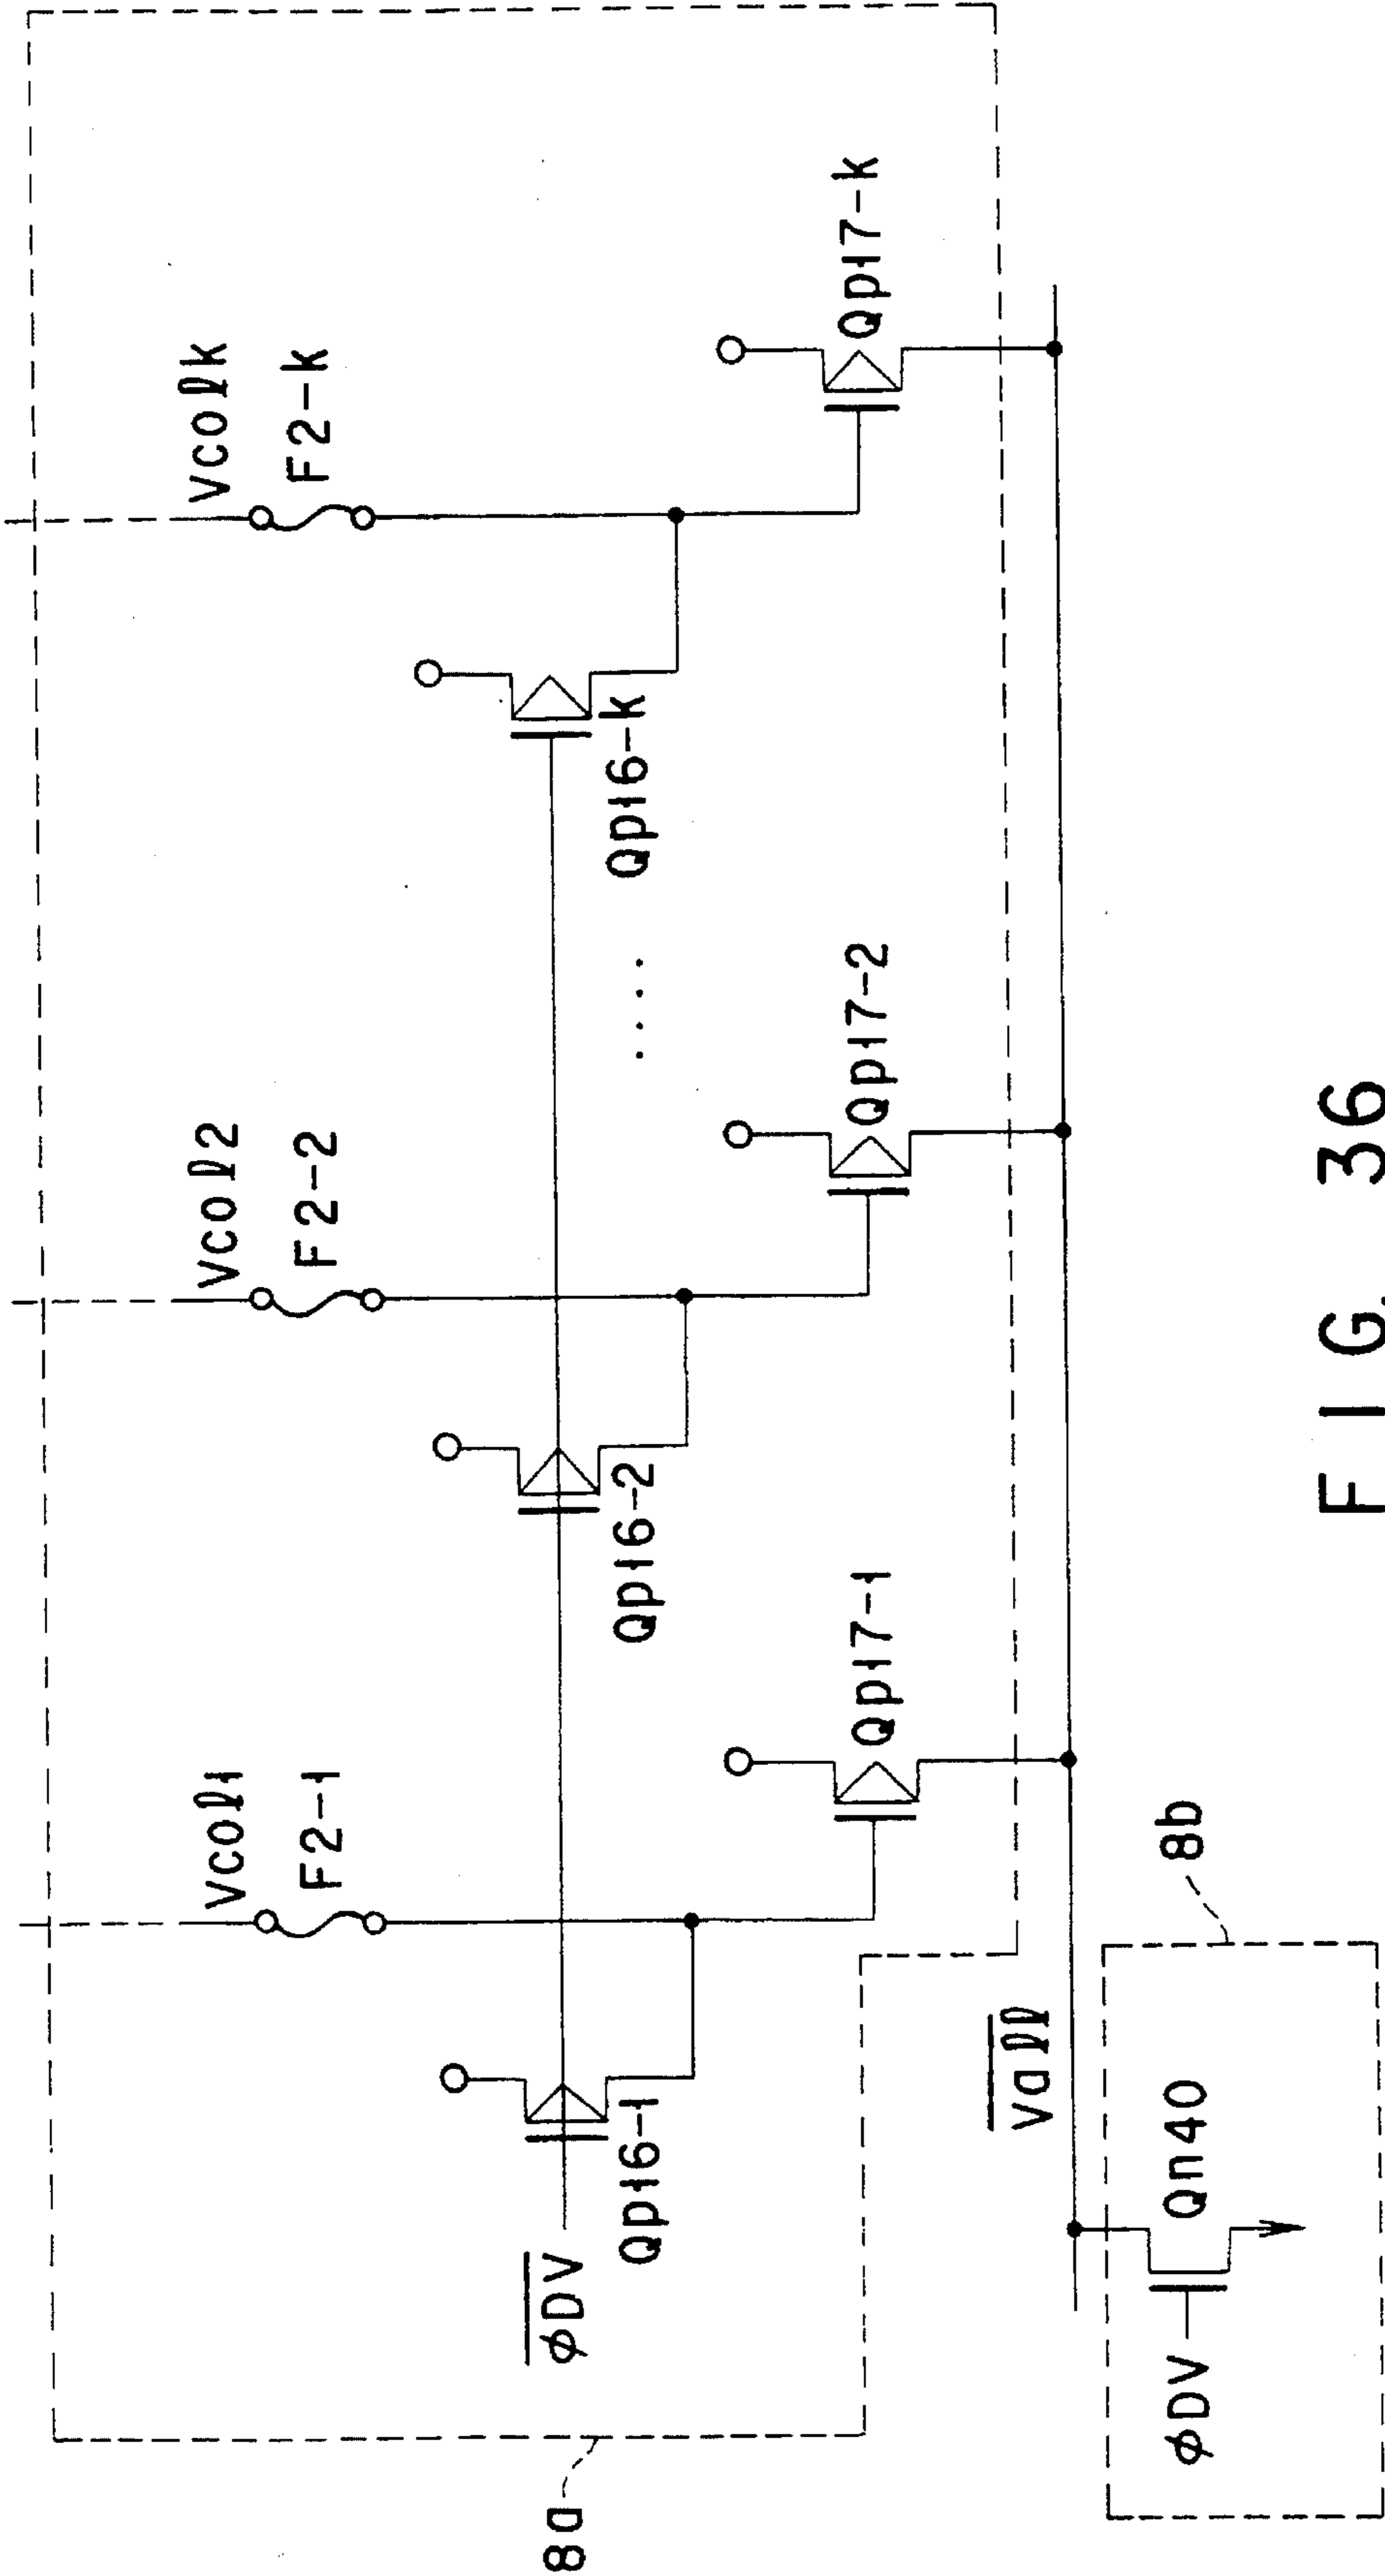 Vcoℓ1
F2-1
Vcoℓ2
F2-2
Vcoℓk
F2-k
Qp16-1
Qp16-2
Qp16-k
....
φDV
8a
Qp17-1
Qp17-2
Qp17-k
Vaℓℓ
φDV
Qn40
8b
FIG. 36